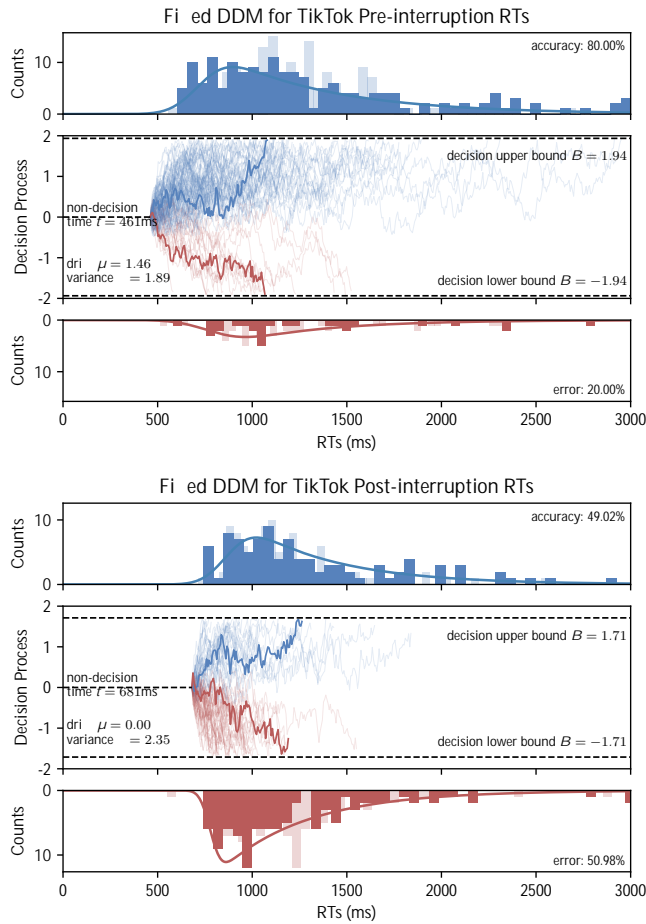 Fi ed DDM for TikTok Pre-interruption RTs
Counts
10
0
accuracy: 80.00%
Decision Process
2
1
0
-1
-2
decision upper bound B = 1.94
non-decision
time t = 461ms
dri μ = 1.46
variance = 1.89
decision lower bound B = −1.94
Counts
0
10
error: 20.00%
0 500 1000 1500 2000 2500 3000
RTs (ms)
Fi ed DDM for TikTok Post-interruption RTs
Counts
10
0
accuracy: 49.02%
Decision Process
2
1
0
-1
-2
decision upper bound B = 1.71
non-decision
time t = 681ms
dri μ = 0.00
variance = 2.35
decision lower bound B = −1.71
Counts
0
10
error: 50.98%
0 500 1000 1500 2000 2500 3000
RTs (ms)